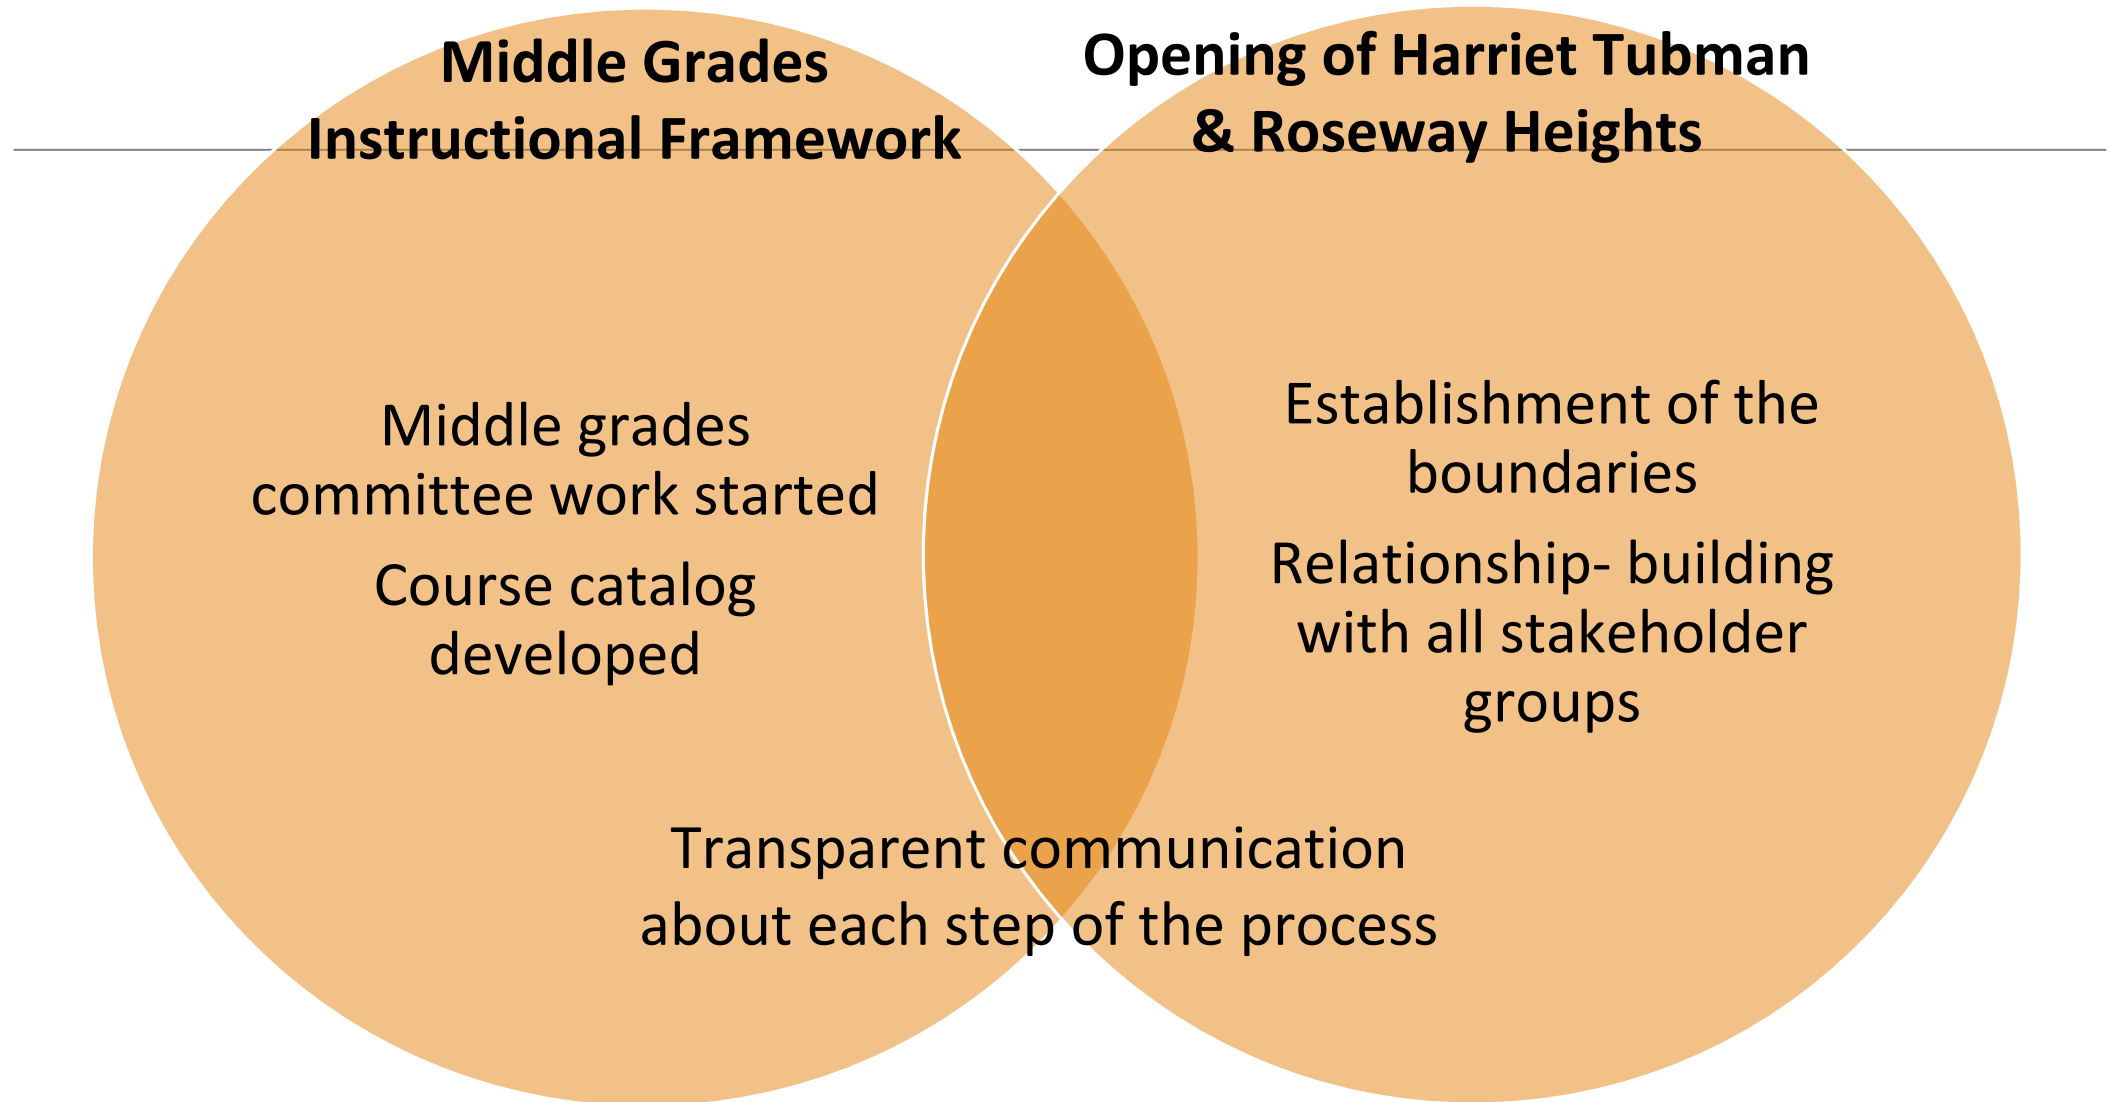 Middle Grades
Instructional Framework
Opening of Harriet Tubman
& Roseway Heights
Middle grades
committee work started
Course catalog
developed
Establishment of the
boundaries
Relationship- building
with all stakeholder
groups
Transparent communication
about each step of the process